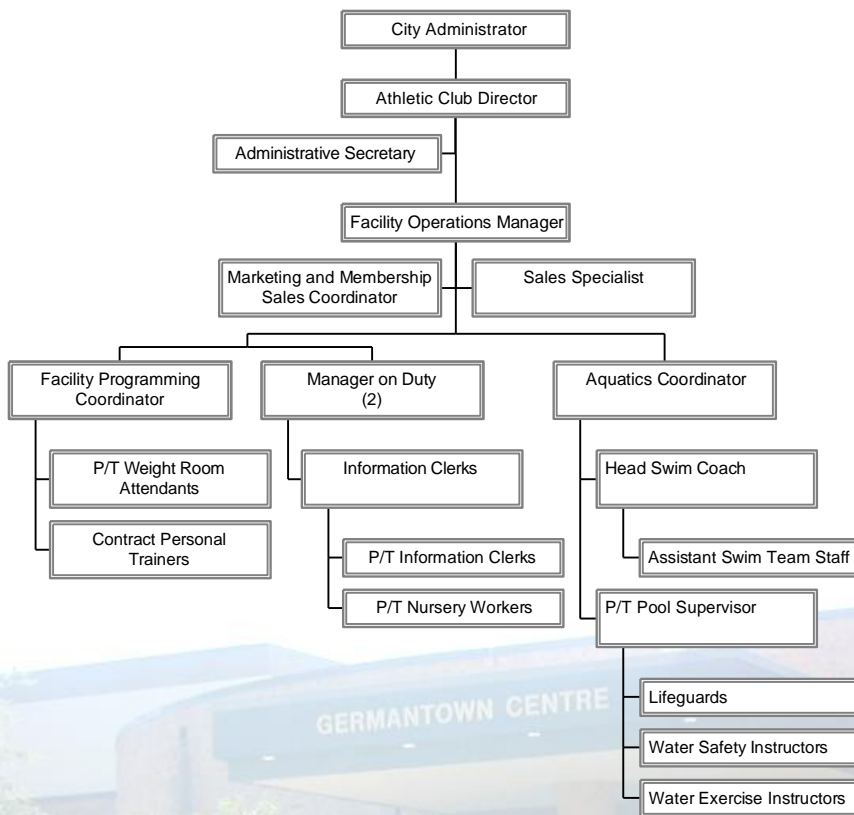 City Administrator
Athletic Club Director
Administrative Secretary
Facility Operations Manager
Marketing and Membership
Sales Coordinator
Sales Specialist
Facility Programming
Coordinator
Manager on Duty
(2)
Aquatics Coordinator
P/T Weight Room
Attendants
Information Clerks
Head Swim Coach
Contract Personal
Trainers
P/T Information Clerks
Assistant Swim Team Staff
P/T Nursery Workers
P/T Pool Supervisor
Lifeguards
GERMANTOWN CENTRE
Water Safety Instructors
Water Exercise Instructors